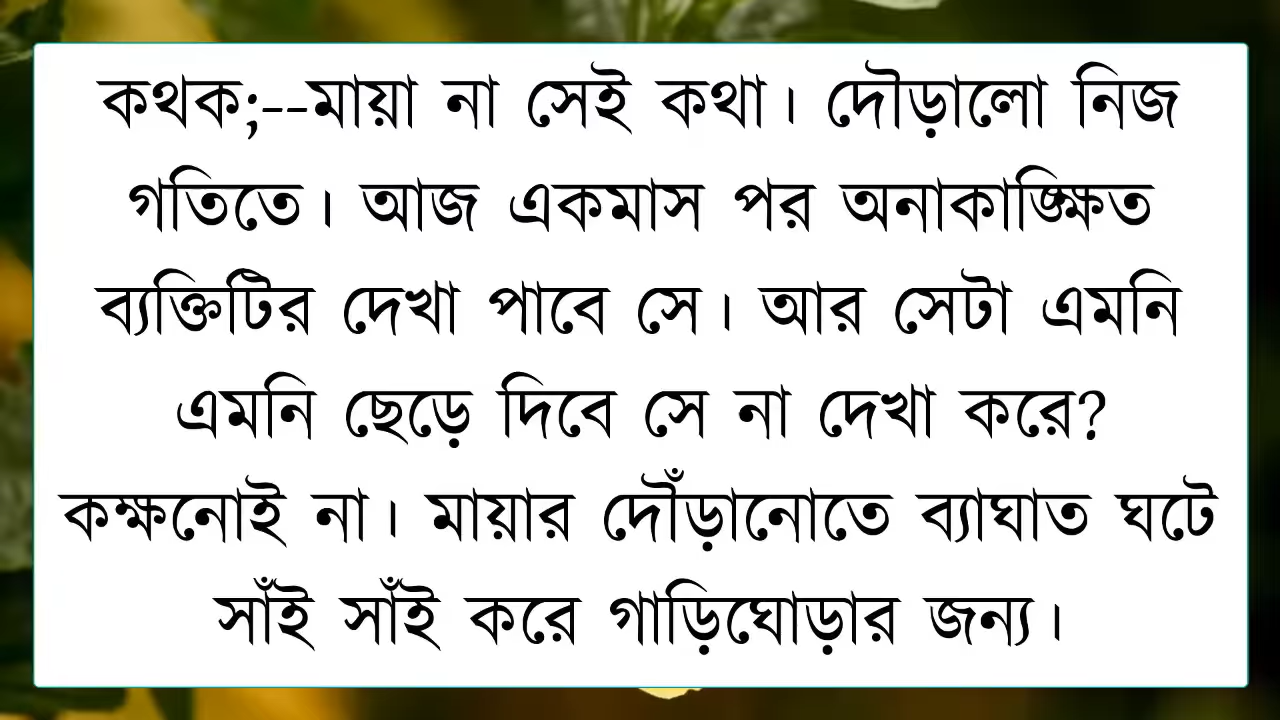 কথক;--মায়া না সেই কথা। দৌড়ালো নিজ
গতিতে। আজ একমাস পর অনাকাঙ্ক্ষিত
ব্যক্তিটির দেখা পাবে সে। আর সেটা এমনি
এমনি ছেড়ে দিবে সে না দেখা করে?
কক্ষনোই না। মায়ার দৌঁড়ানোতে ব্যাঘাত ঘটে
সাঁই সাঁই করে গাড়িঘোড়ার জন্য।